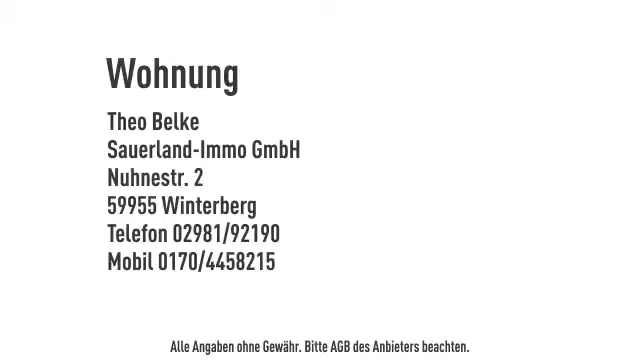 Wohnung
Theo Belke
Sauerland-Immo GmbH
Nuhnestr. 2
59955 Winterberg
Telefon 02981/92190
Mobil 0170/4458215
Alle Angaben ohne Gewähr. Bitte AGB des Anbieters beachten.